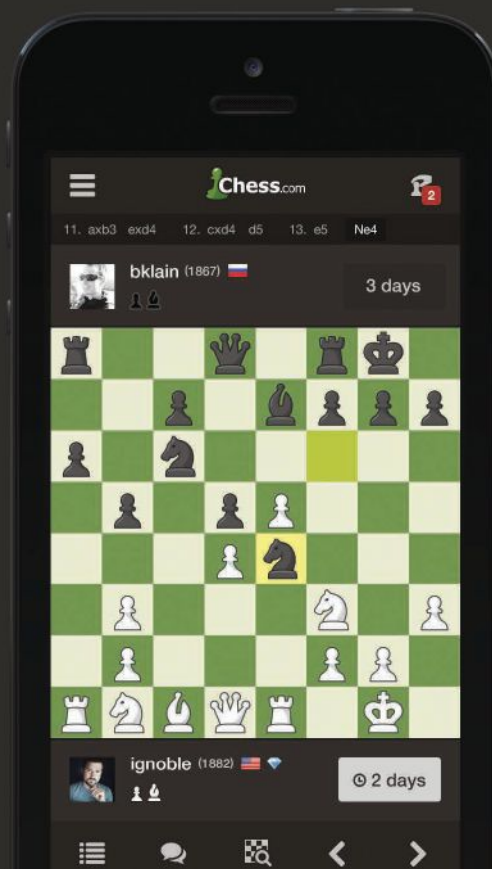 Chess.com
2
11. axb3 exd4 12. cxd4 d5 13. e5 Ne4
bklain (1867)
3 days
ignoble (1882)
2 days